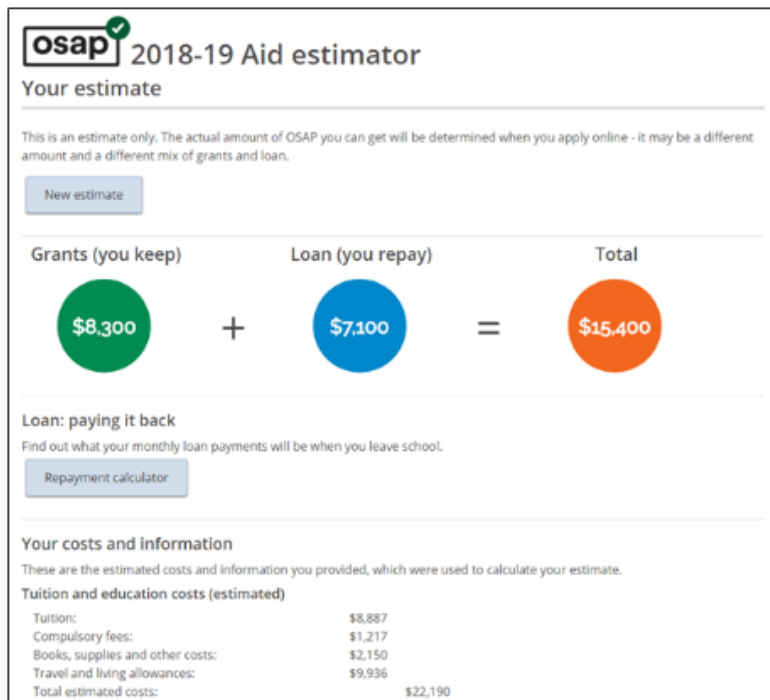 osap 2018-19 Aid estimator
Your estimate
This is an estimate only. The actual amount of OSAP you can get will be determined when you apply online - it may be a different
amount and a different mix of grants and loan.
New estimate
Grants (you keep) Loan (you repay) Total
$8,300 + $7,100 = $15,400
Loan: paying it back
Find out what your monthly loan payments will be when you leave school.
Repayment calculator
Your costs and information
These are the estimated costs and information you provided, which were used to calculate your estimate.
Tuition and education costs (estimated)
Tuition: $8,887
Compulsory fees: $1,217
Books, supplies and other costs: $2,150
Travel and living allowances: $9,936
Total estimated costs: $22,190